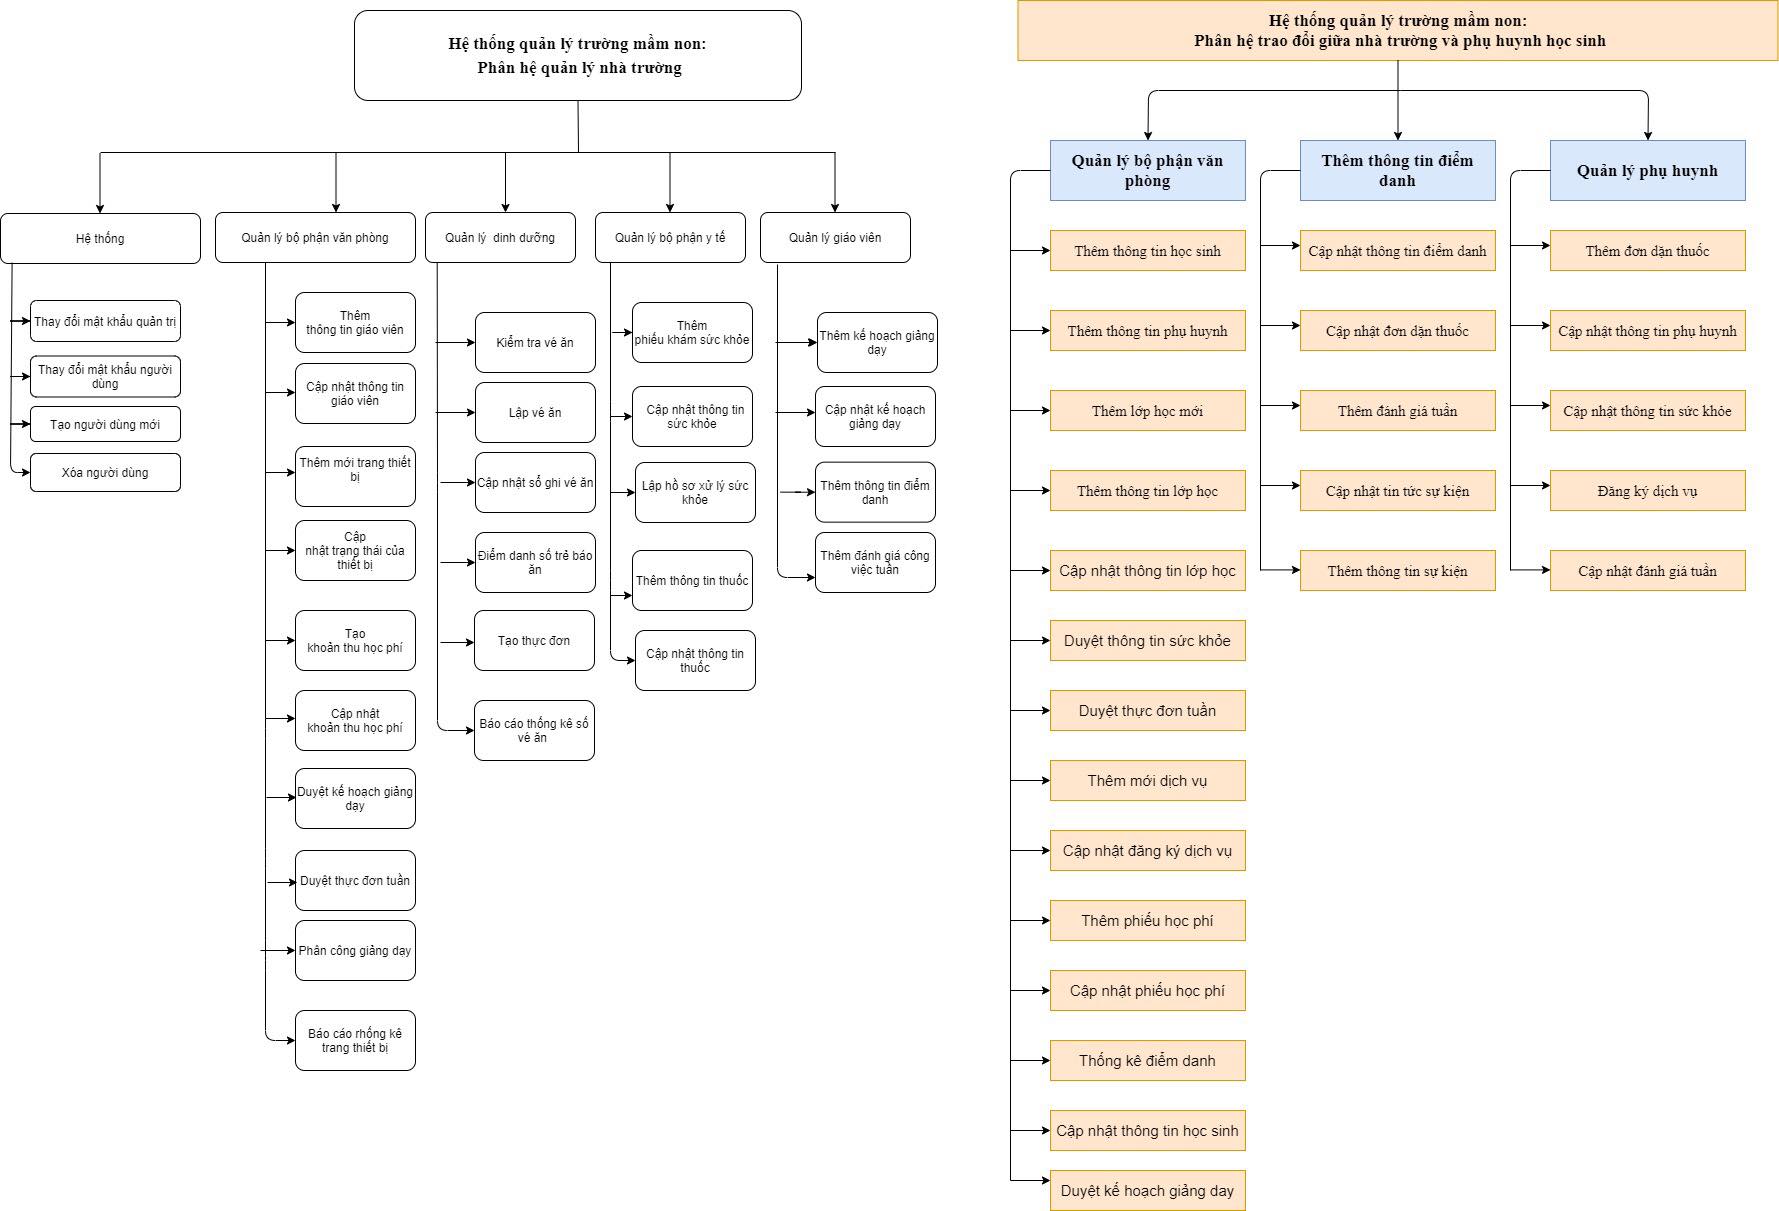 Hệ thống quản lý trường mầm non:
Phân hệ quản lý nhà trường
Hệ thống
Thay đổi mật khẩu quản trị
Thay đổi mật khẩu người
dùng
Tạo người dùng mới
Xóa người dùng
Quản lý bộ phận văn phòng
Thêm
thông tin giáo viên
Cập nhật thông tin
giáo viên
Thêm mới trang thiết
bị
Cập
nhật trạng thái của
thiết bị
Tạo
khoản thu học phí
Cập nhật
khoản thu học phí
Duyệt kế hoạch giảng
dạy
Duyệt thực đơn tuần
Phân công giảng dạy
Báo cáo rhống kê
trang thiết bị
Quản lý dinh dưỡng
Kiểm tra vé ăn
Lập vé ăn
Cập nhật số ghi vé ăn
Điểm danh số trẻ báo
ăn
Tạo thực đơn
Báo cáo thống kê số
vé ăn
Quản lý bộ phận y tế
Thêm
phiếu khám sức khỏe
Cập nhật thông tin
sức khỏe
Lập hồ sơ xử lý sức
khỏe
Thêm thông tin thuốc
Cập nhật thông tin
thuốc
Quản lý giáo viên
Thêm kế hoạch giảng
dạy
Cập nhật kế hoạch
giảng dạy
Thêm thông tin điểm
danh
Thêm đánh giá công
việc tuần
Hệ thống quản lý trường mầm non:
Phân hệ trao đổi giữa nhà trường và phụ huynh học sinh
Quản lý bộ phận văn
phòng
Thêm thông tin học sinh
Thêm thông tin phụ huynh
Thêm lớp học mới
Thêm thông tin lớp học
Cập nhật thông tin lớp học
Duyệt thông tin sức khỏe
Duyệt thực đơn tuần
Thêm mới dịch vụ
Cập nhật đăng ký dịch vụ
Thêm phiếu học phí
Cập nhật phiếu học phí
Thống kê điểm danh
Cập nhật thông tin học sinh
Duyệt kế hoạch giảng day
Thêm thông tin điểm
danh
Cập nhật thông tin điểm danh
Cập nhật đơn dặn thuốc
Thêm đánh giá tuần
Cập nhật tin tức sự kiện
Thêm thông tin sự kiện
Quản lý phụ huynh
Thêm đơn dặn thuốc
Cập nhật thông tin phụ huynh
Cập nhật thông tin sức khỏe
Đăng ký dịch vụ
Cập nhật đánh giá tuần